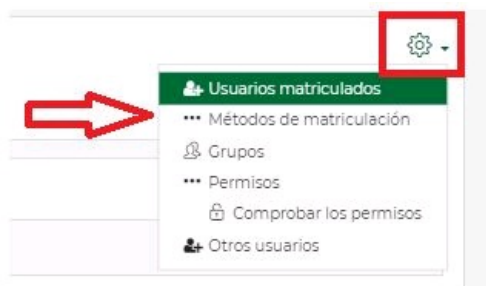 Usuarios matriculados
Métodos de matriculación
Grupos
Permisos
Comprobar los permisos
Otros usuarios